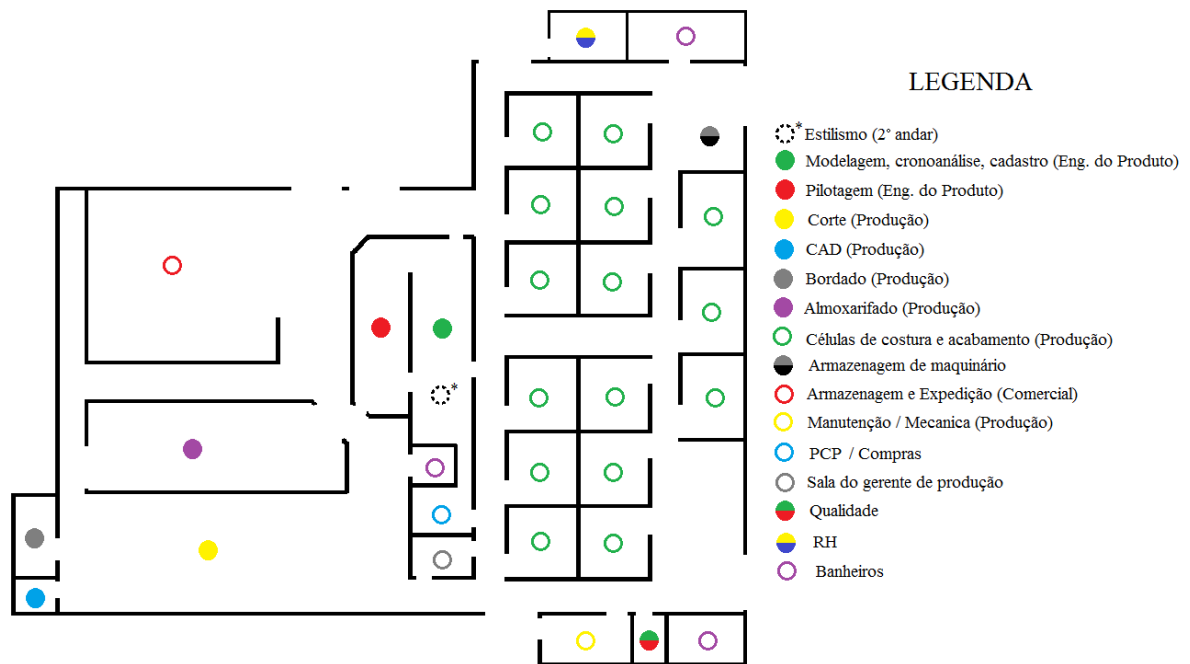 LEGENDA
* Estilismo (2° andar)
Modelagem, cronoanálise, cadastro (Eng. do Produto)
Pilotagem (Eng. do Produto)
Corte (Produção)
CAD (Produção)
Bordado (Produção)
Almoxarifado (Produção)
Células de costura e acabamento (Produção)
Armazenagem de maquinário
Armazenagem e Expedição (Comercial)
Manutenção / Mecanica (Produção)
PCP / Compras
Sala do gerente de produção
Qualidade
RH
Banheiros
*